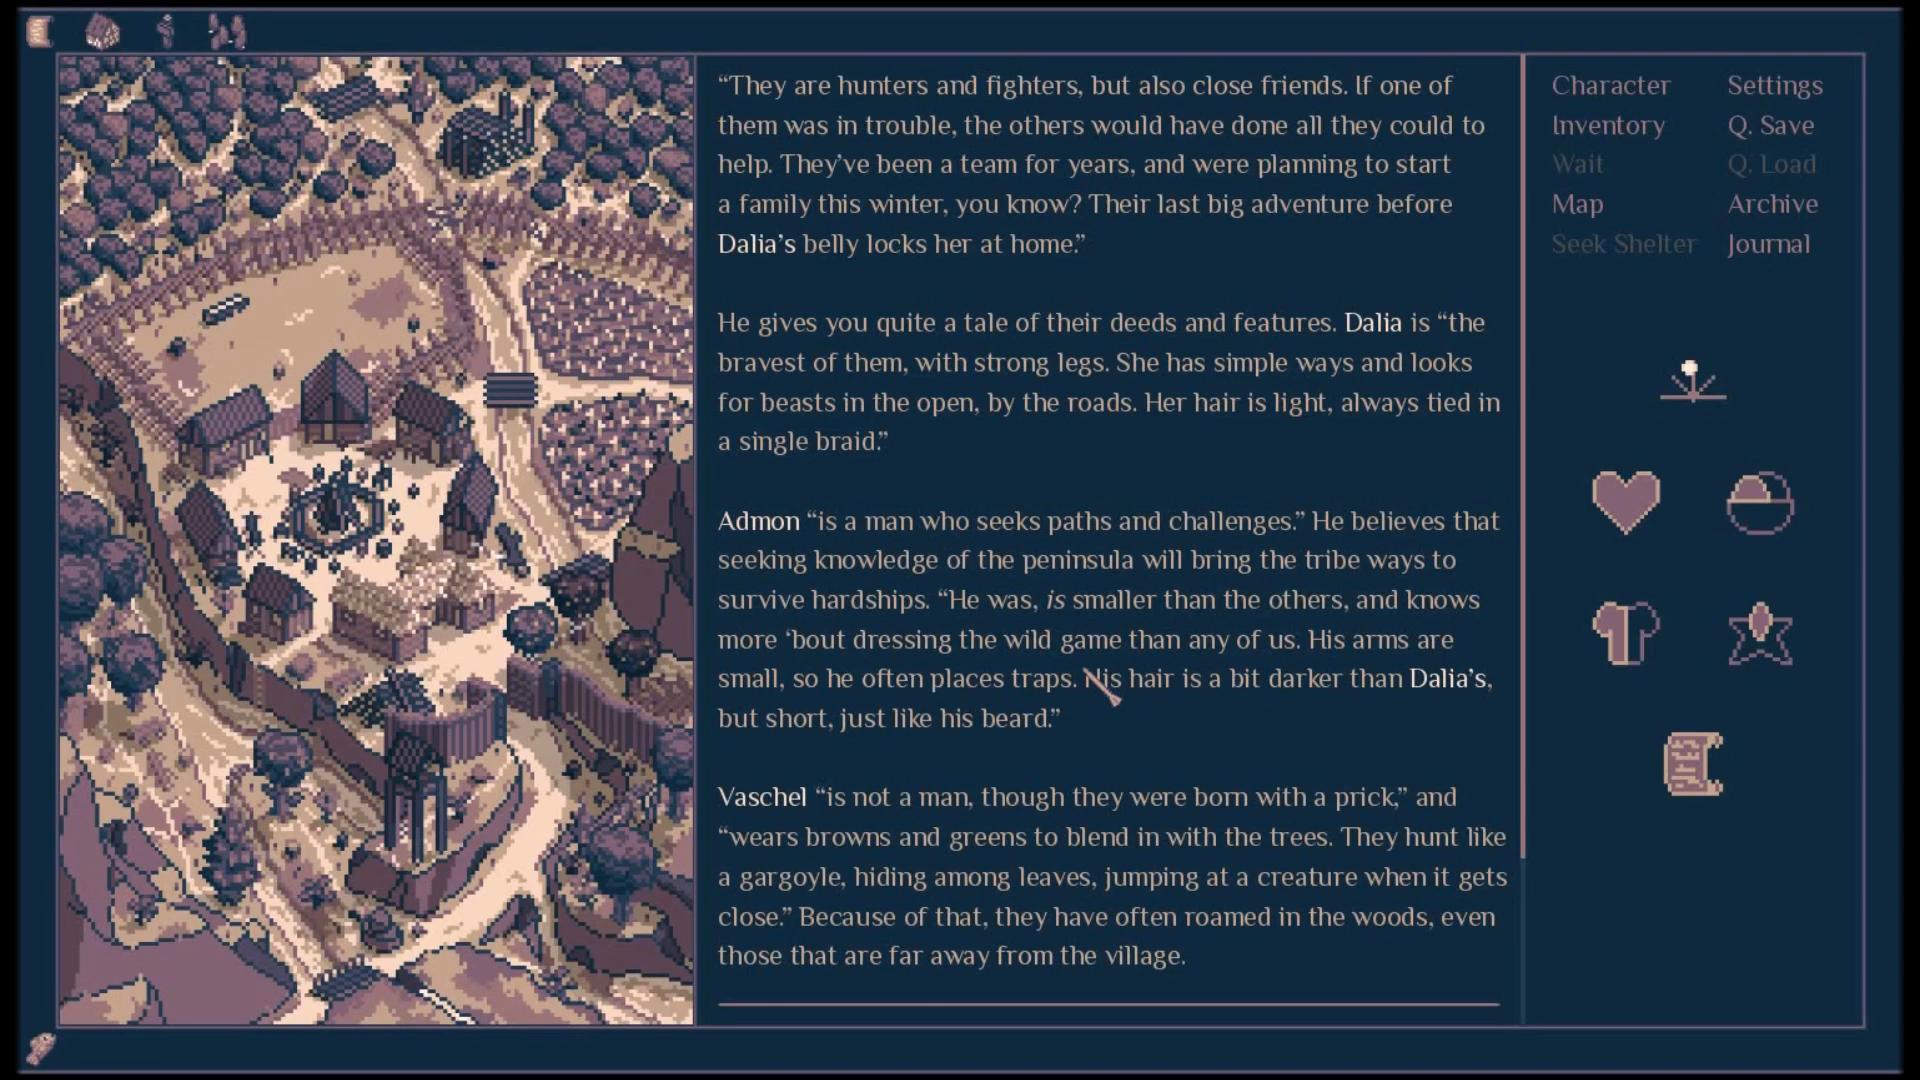 “They are hunters and fighters, but also close friends. If one of
them was in trouble, the others would have done all they could to
help. They’ve been a team for years, and were planning to start
a family this winter, you know? Their last big adventure before
Dalia’s belly locks her at home.”
He gives you quite a tale of their deeds and features. Dalia is “the
bravest of them, with strong legs. She has simple ways and looks
for beasts in the open, by the roads. Her hair is light, always tied in
a single braid.”
Admon “is a man who seeks paths and challenges.” He believes that
seeking knowledge of the peninsula will bring the tribe ways to
survive hardships. “He was, is smaller than the others, and knows
more ‘bout dressing the wild game than any of us. His arms are
small, so he often places traps. His hair is a bit darker than Dalia’s,
but short, just like his beard.”
Vaschel “is not a man, though they were born with a prick,” and
“wears browns and greens to blend in with the trees. They hunt like
a gargoyle, hiding among leaves, jumping at a creature when it gets
close.” Because of that, they have often roamed in the woods, even
those that are far away from the village.
Character
Settings
Inventory
Q. Save
Wait
Q. Load
Map
Archive
Seek Shelter
Journal